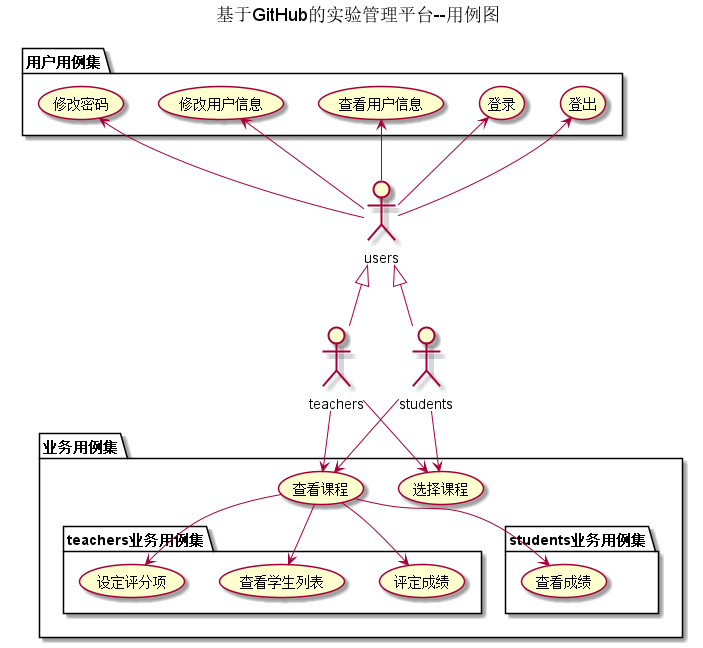 基于GitHub的实验管理平台--用例图
用户用例集
修改密码
修改用户信息
查看用户信息
登录
登出
users
teachers
students
业务用例集
查看课程
选择课程
teachers业务用例集
students业务用例集
设定评分项
查看学生列表
评定成绩
查看成绩